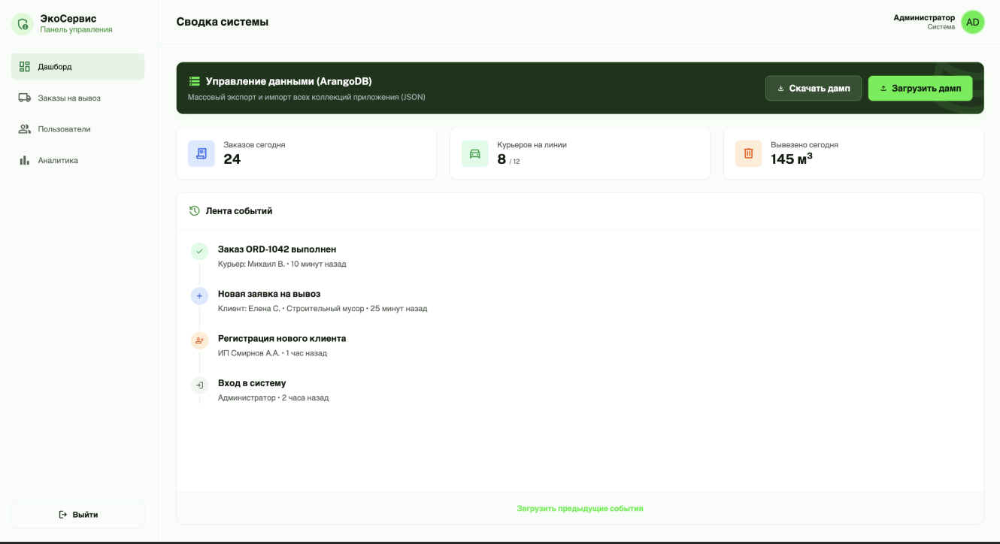 ЭкоСервис
Панель управления
Дашборд
Заказы на вывоз
Пользователи
Аналитика
Выйти
Сводка системы
Администратор
Система
AD
Управление данными (ArangoDB)
Массовый экспорт и импорт всех коллекций приложения (JSON)
Скачать дамп
Загрузить дамп
Заказов сегодня
24
Курьеров на линии
8 / 12
Вывезено сегодня
145 м³
Лента событий
Заказ ORD-1042 выполнен
Курьер: Михаил В. • 10 минут назад
Новая заявка на вывоз
Клиент: Елена С. • Строительный мусор • 25 минут назад
Регистрация нового клиента
ИП Смирнов А.А. • 1 час назад
Вход в систему
Администратор • 2 часа назад
Загрузить предыдущие события